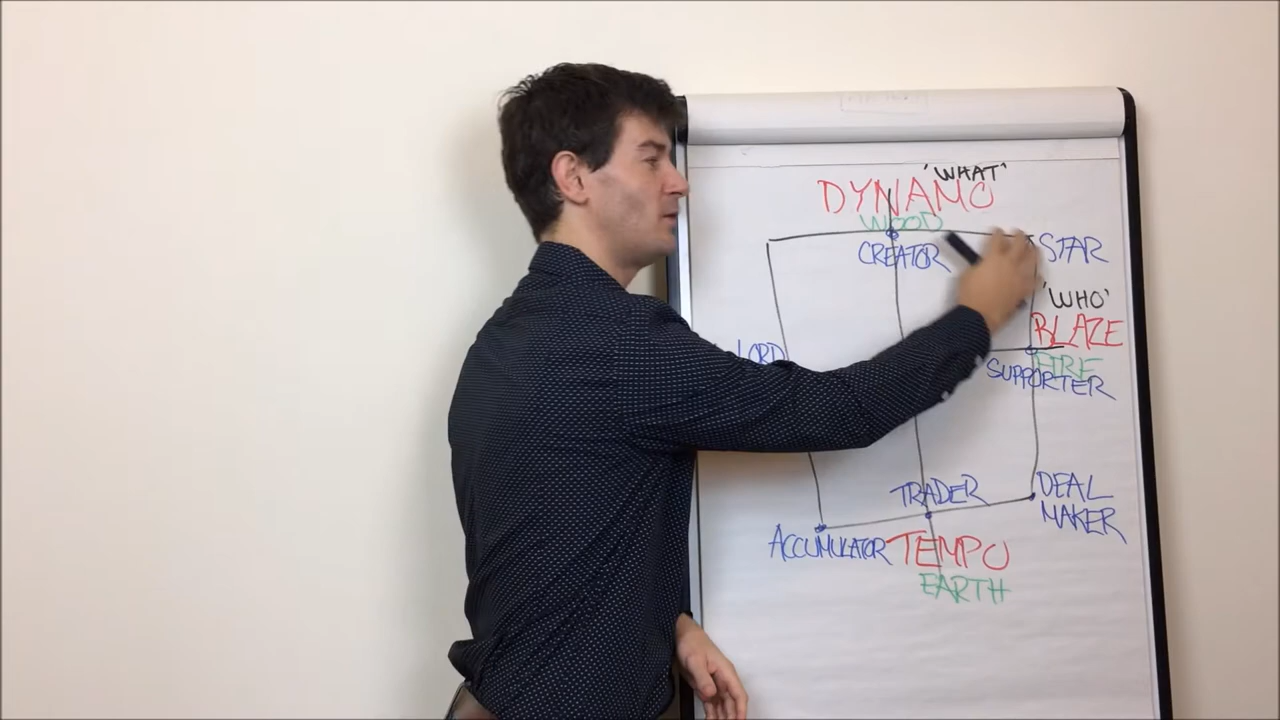 'WHAT'
DYNAMO
WOOD
CREATOR
STAR
'WHO'
BLAZE
LORD
FIRE
SUPPORTER
TRADER
DEAL
MAKER
ACCUMULATOR
TEMPO
EARTH